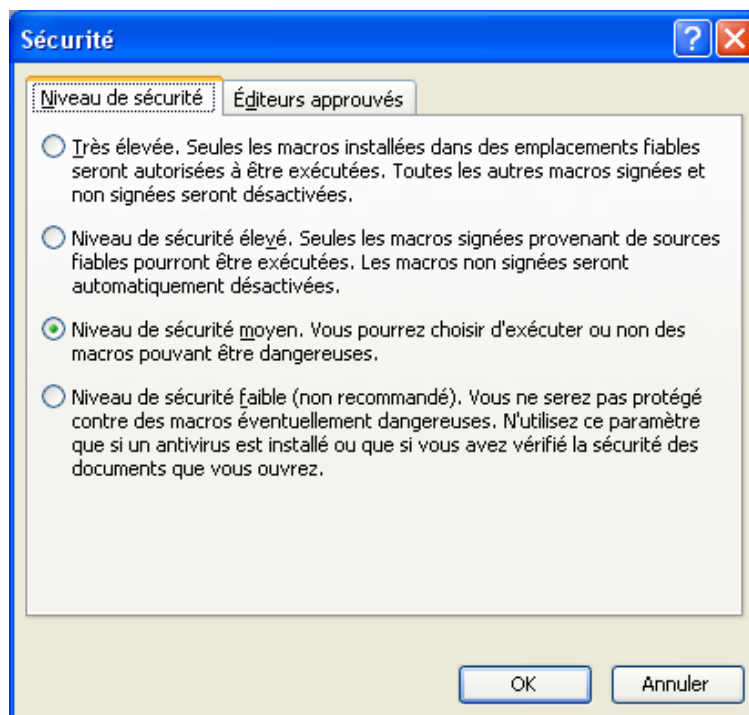 Sécurité
Niveau de sécurité
Éditeurs approuvés
Très élevée. Seules les macros installées dans des emplacements fiables
seront autorisées à être exécutées. Toutes les autres macros signées et
non signées seront désactivées.
Niveau de sécurité élevé. Seules les macros signées provenant de sources
fiables pourront être exécutées. Les macros non signées seront
automatiquement désactivées.
Niveau de sécurité moyen. Vous pourrez choisir d'exécuter ou non des
macros pouvant être dangereuses.
Niveau de sécurité faible (non recommandé). Vous ne serez pas protégé
contre des macros éventuellement dangereuses. N'utilisez ce paramètre
que si un antivirus est installé ou que si vous avez vérifié la sécurité des
documents que vous ouvrez.
OK
Annuler